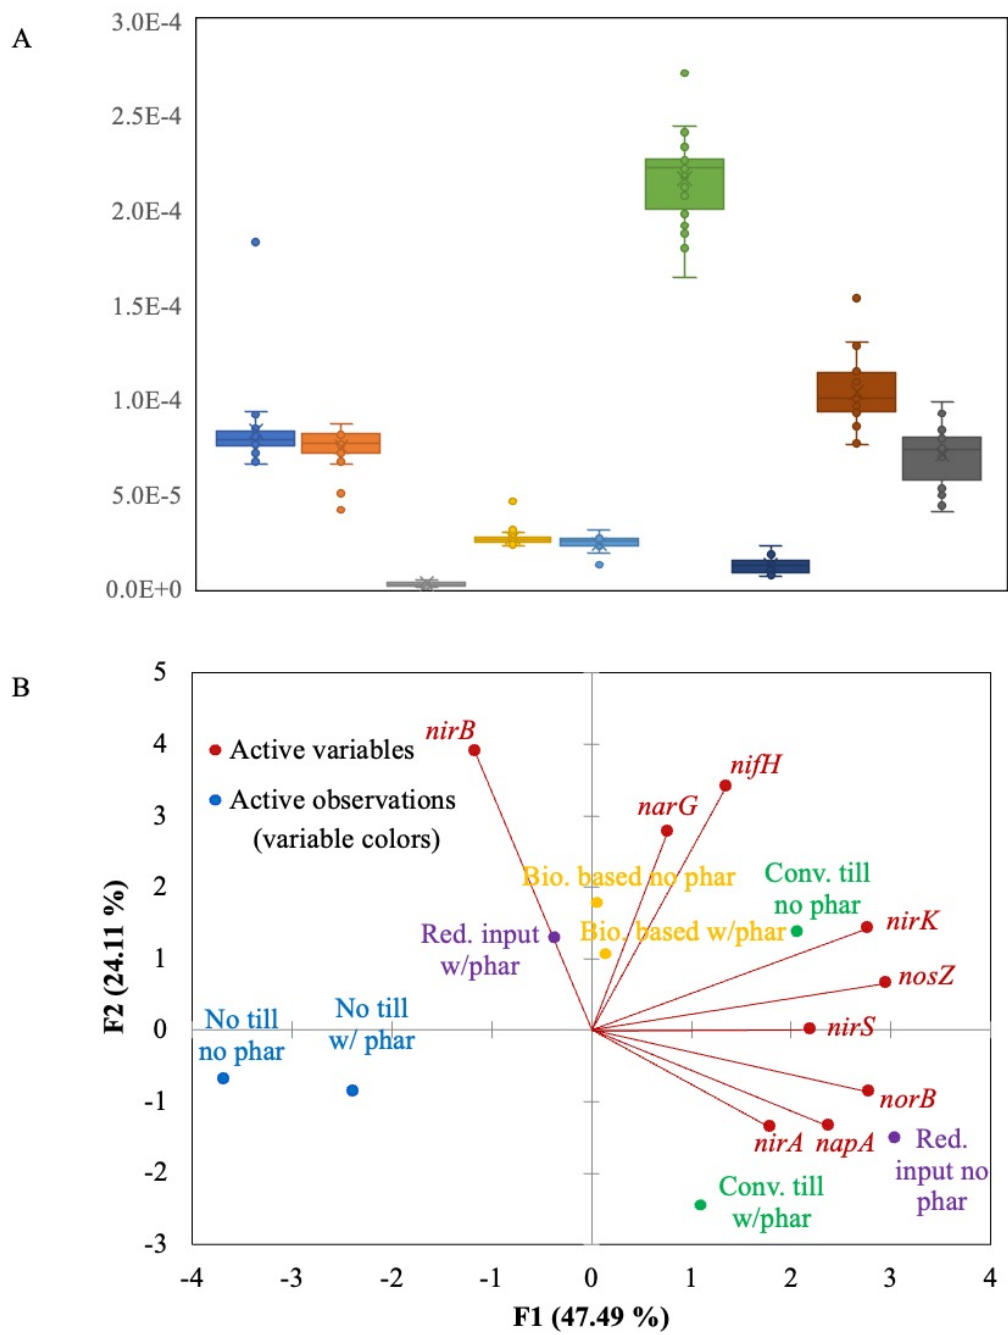 A
3.0E-4
2.5E-4
2.0E-4
1.5E-4
1.0E-4
5.0E-5
0.0E+0
B
5
4
3
2
1
0
-1
-2
-3
F2 (24.11 %)
nirB
Active variables
Active observations
(variable colors)
nifH
narG
Bio. based no phar
Conv. till
no phar
nirK
Red. input
w/phar
Bio. based w/phar
nosZ
No till
no phar
No till
w/ phar
nirS
norB
nirA
napA
Red.
input no
phar
Conv. till
w/phar
-4
-3
-2
-1
0
1
2
3
4
F1 (47.49 %)